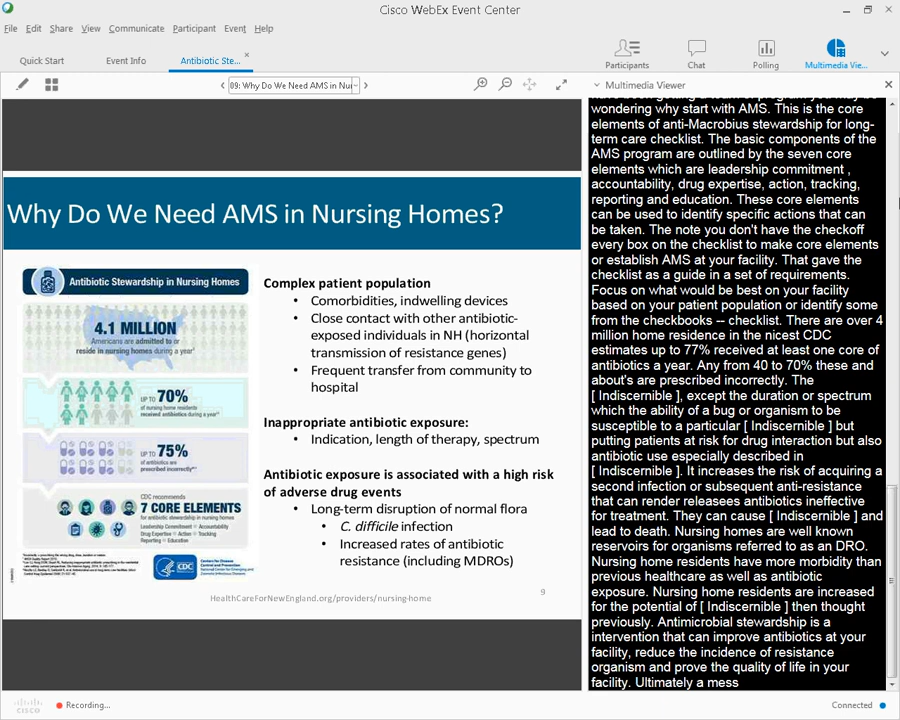 Cisco WebEx Event Center
File Edit Share View Communicate Participant Event Help
Quick Start Event Info Antibiotic Ste...
Participants Chat Polling Multimedia Vie...
09: Why Do We Need AMS in Nur
Multimedia Viewer
Why Do We Need AMS in Nursing Homes?
Antibiotic Stewardship in Nursing Homes
4.1 MILLION
Americans are admitted to or
reside in nursing homes during a year
UP TO 70%
of nursing home residents
received antibiotics during a year
UP TO 75%
of antibiotics are
prescribed incorrectly
CDC recommends
7 CORE ELEMENTS
for antibiotic stewardship in nursing homes
Leadership Commitment Accountability
Drug Expertise Action Tracking
Reporting Education
CDC
Complex patient population
• Comorbidities, indwelling devices
• Close contact with other antibiotic-
exposed individuals in NH (horizontal
transmission of resistance genes)
• Frequent transfer from community to
hospital
Inappropriate antibiotic exposure:
• Indication, length of therapy, spectrum
Antibiotic exposure is associated with a high risk
of adverse drug events
• Long-term disruption of normal flora
• C. difficile infection
• Increased rates of antibiotic
resistance (including MDROs)
HealthCareForNewEngland.org/providers/nursing-home
9
wondering why start with AMS. This is the core
elements of anti-Macrobius stewardship for long-
term care checklist. The basic components of the
AMS program are outlined by the seven core
elements which are leadership commitment ,
accountability, drug expertise, action, tracking,
reporting and education. These core elements
can be used to identify specific actions that can
be taken. The note you don't have the checkoff
every box on the checklist to make core elements
or establish AMS at your facility. That gave the
checklist as a guide in a set of requirements.
Focus on what would be best on your facility
based on your patient population or identify some
from the checkbooks -- checklist. There are over 4
million home residence in the nicest CDC
estimates up to 77% received at least one core of
antibiotics a year. Any from 40 to 70% these and
about's are prescribed incorrectly. The
[ Indiscernible ], except the duration or spectrum
which the ability of a bug or organism to be
susceptible to a particular [ Indiscernible ] but
putting patients at risk for drug interaction but also
antibiotic use especially described in
[ Indiscernible ]. It increases the risk of acquiring a
second infection or subsequent anti-resistance
that can render releasees antibiotics ineffective
for treatment. They can cause [ Indiscernible ] and
lead to death. Nursing homes are well known
reservoirs for organisms referred to as an DRO.
Nursing home residents have more morbidity than
previous healthcare as well as antibiotic
exposure. Nursing home residents are increased
for the potential of [ Indiscernible ] then thought
previously. Antimicrobial stewardship is a
intervention that can improve antibiotics at your
facility, reduce the incidence of resistance
organism and prove the quality of life in your
facility. Ultimately a mess
cisco
Recording...
Connected